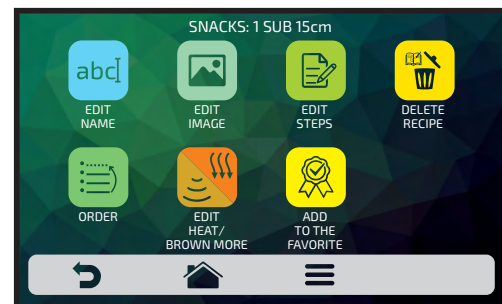 SNACKS: 1 SUB 15cm
abc
EDIT
NAME
EDIT
IMAGE
EDIT
STEPS
DELETE
RECIPE
ORDER
EDIT
HEAT/
BROWN MORE
ADD
TO THE
FAVORITE